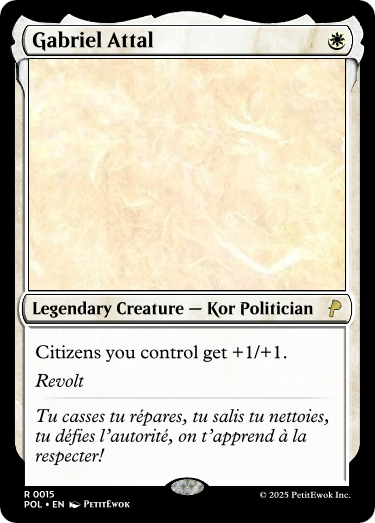 Gabriel Attal
Legendary Creature — Kor Politician
Citizens you control get +1/+1.
Revolt
Tu casses tu répares, tu salis tu nettoies,
tu défies l'autorité, on t'apprend à la
respecter!
R 0015
POL • EN PetitEwok
© 2025 PetitEwok Inc.